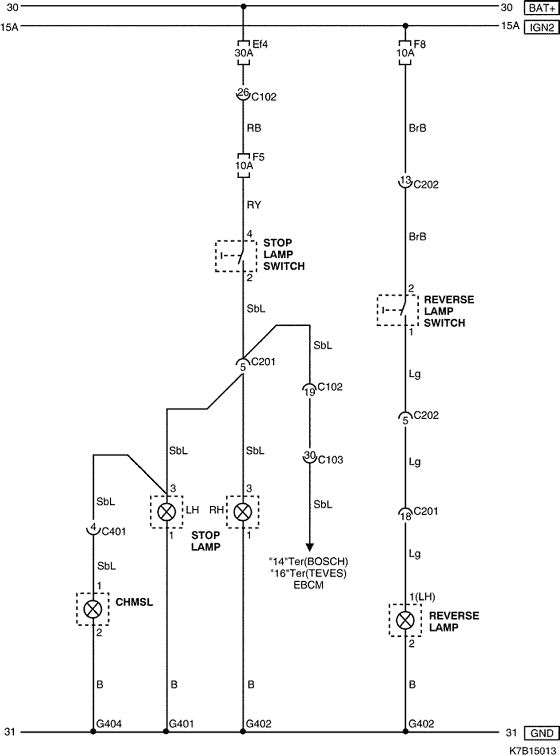 30 30 BAT+
15A 15A IGN2
Ef4
30A
F8
10A
26 C102
RB
BrB
F5
10A
13 C202
RY
BrB
4
STOP
LAMP
SWITCH
2
2
REVERSE
LAMP
SWITCH
1
SbL
SbL
5 C201
Lg
19 C102
5 C202
SbL
SbL
30 C103
Lg
3
3
SbL
SbL
LH
RH
18 C201
4 C401
1
1
STOP
LAMP
Lg
"14"Ter(BOSCH)
"16"Ter(TEVES)
EBCM
SbL
1
CHMSL
2
1(LH)
REVERSE
LAMP
2
B
B
B
B
G404
G401
G402
G402
31 31 GND
K7B15013